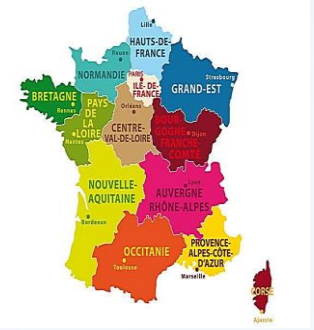 Lille
HAUTS-DE-
FRANCE
Rouen
NORMANDIE
PARIS
ILE- DE-
FRANCE
Strasbourg
GRAND-EST
BRETAGNE
Rennes
PAYS
DE
LA
LOIRE
Nantes
Orléans
CENTRE-
VAL-DE-LOIRE
BOUR-
GOGNE
FRANCHE-
COMTÉ
Dijon
NOUVELLE-
AQUITAINE
Bordeaux
Lyon
AUVERGNE
RHÔNE-ALPES
OCCITANIE
Toulouse
PROVENCE-
ALPES-CÔTE-
D'AZUR
Marseille
CORSE
Ajaccio